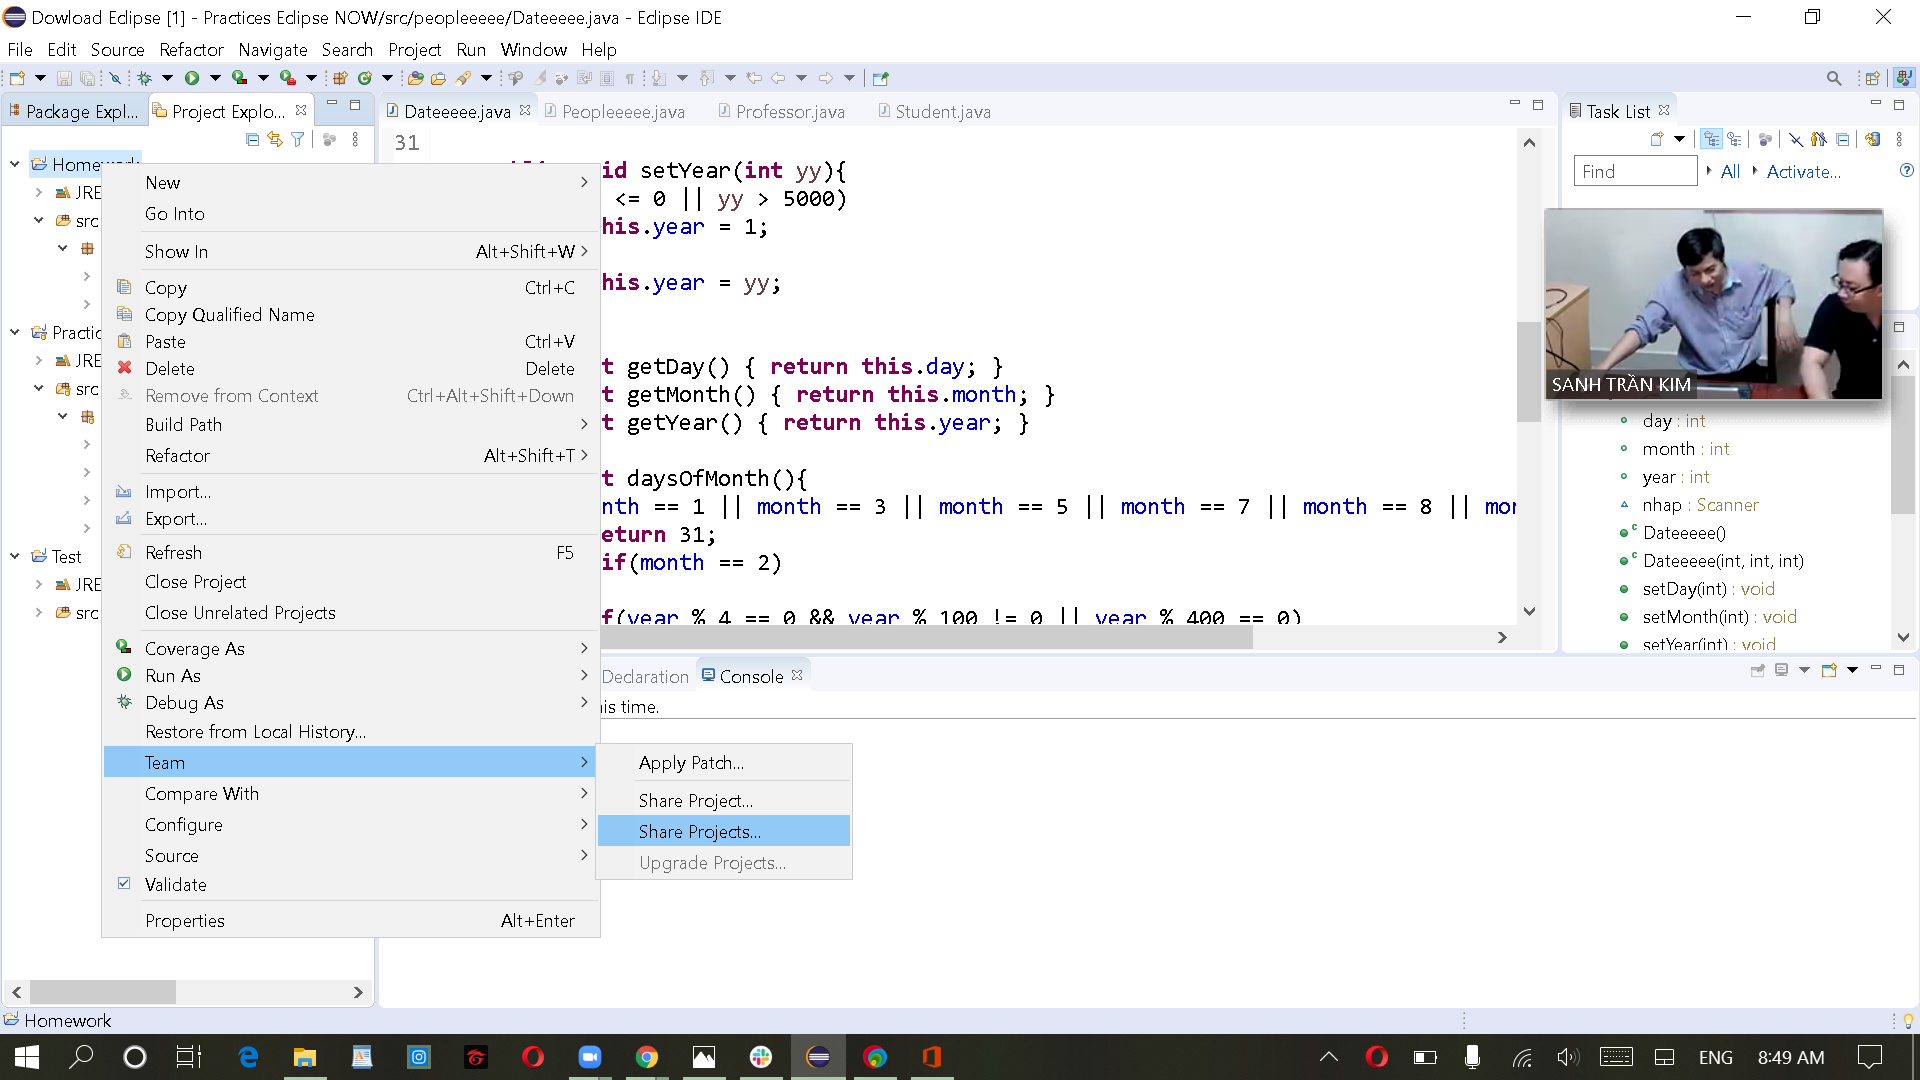 Dowload Eclipse [1] - Practices Eclipse NOW/src/peopleeeee/Dateeeee.java - Eclipse IDE
File Edit Source Refactor Navigate Search Project Run Window Help
Package Expl... Project Explo... Dateeeee.java Peopleeeee.java Professor.java Student.java Task List
31
Find All Activate...
Homework
JRE
src
Practic
JRE
src
Test
JRE
src
New
Go Into
Show In Alt+Shift+W
Copy Ctrl+C
Copy Qualified Name
Paste Ctrl+V
Delete Delete
Remove from Context Ctrl+Alt+Shift+Down
Build Path
Refactor Alt+Shift+T
Import...
Export...
Refresh F5
Close Project
Close Unrelated Projects
Coverage As
Run As
Debug As
Restore from Local History...
Team
Compare With
Configure
Source
Validate
Properties Alt+Enter
Apply Patch...
Share Project...
Share Projects...
Upgrade Projects...
id setYear(int yy){
<= 0 || yy > 5000)
his.year = 1;
his.year = yy;
t getDay() { return this.day; }
t getMonth() { return this.month; }
t getYear() { return this.year; }
t daysOfMonth(){
nth == 1 || month == 3 || month == 5 || month == 7 || month == 8 || mor
eturn 31;
if(month == 2)
f(year % 4 == 0 && year % 100 != 0 || year % 400 == 0)
SANH TRẦN KIM
day : int
month : int
year : int
nhap : Scanner
Dateeeee()
Dateeeee(int, int, int)
setDay(int) : void
setMonth(int) : void
setYear(int) : void
Declaration Console
is time.
Homework
ENG 8:49 AM